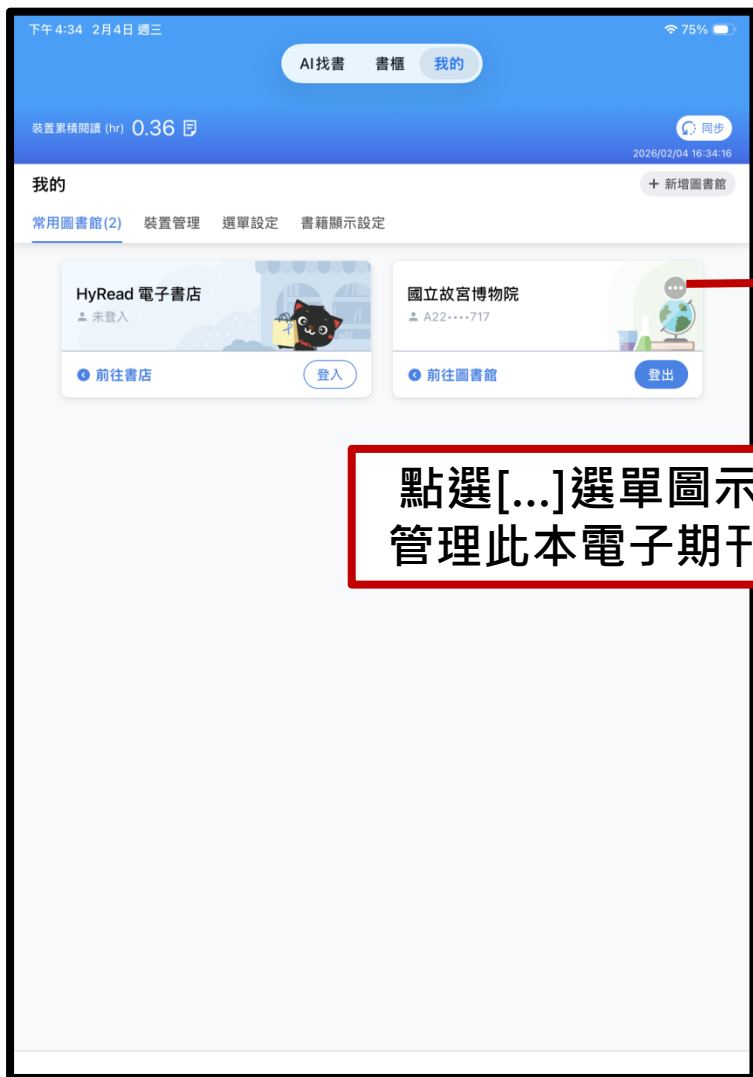 下午4:34 2月4日 週三
75%
AI找書 書櫃 我的
裝置累積閱讀 (hr) 0.36
同步
2026/02/04 16:34:16
我的
+ 新增圖書館
常用圖書館(2) 裝置管理 選單設定 書籍顯示設定
HyRead 電子書店
未登入
前往書店
登入
國立故宮博物院
A22••••717
前往圖書館
登出
點選[...]選單圖示
管理此本電子期刊